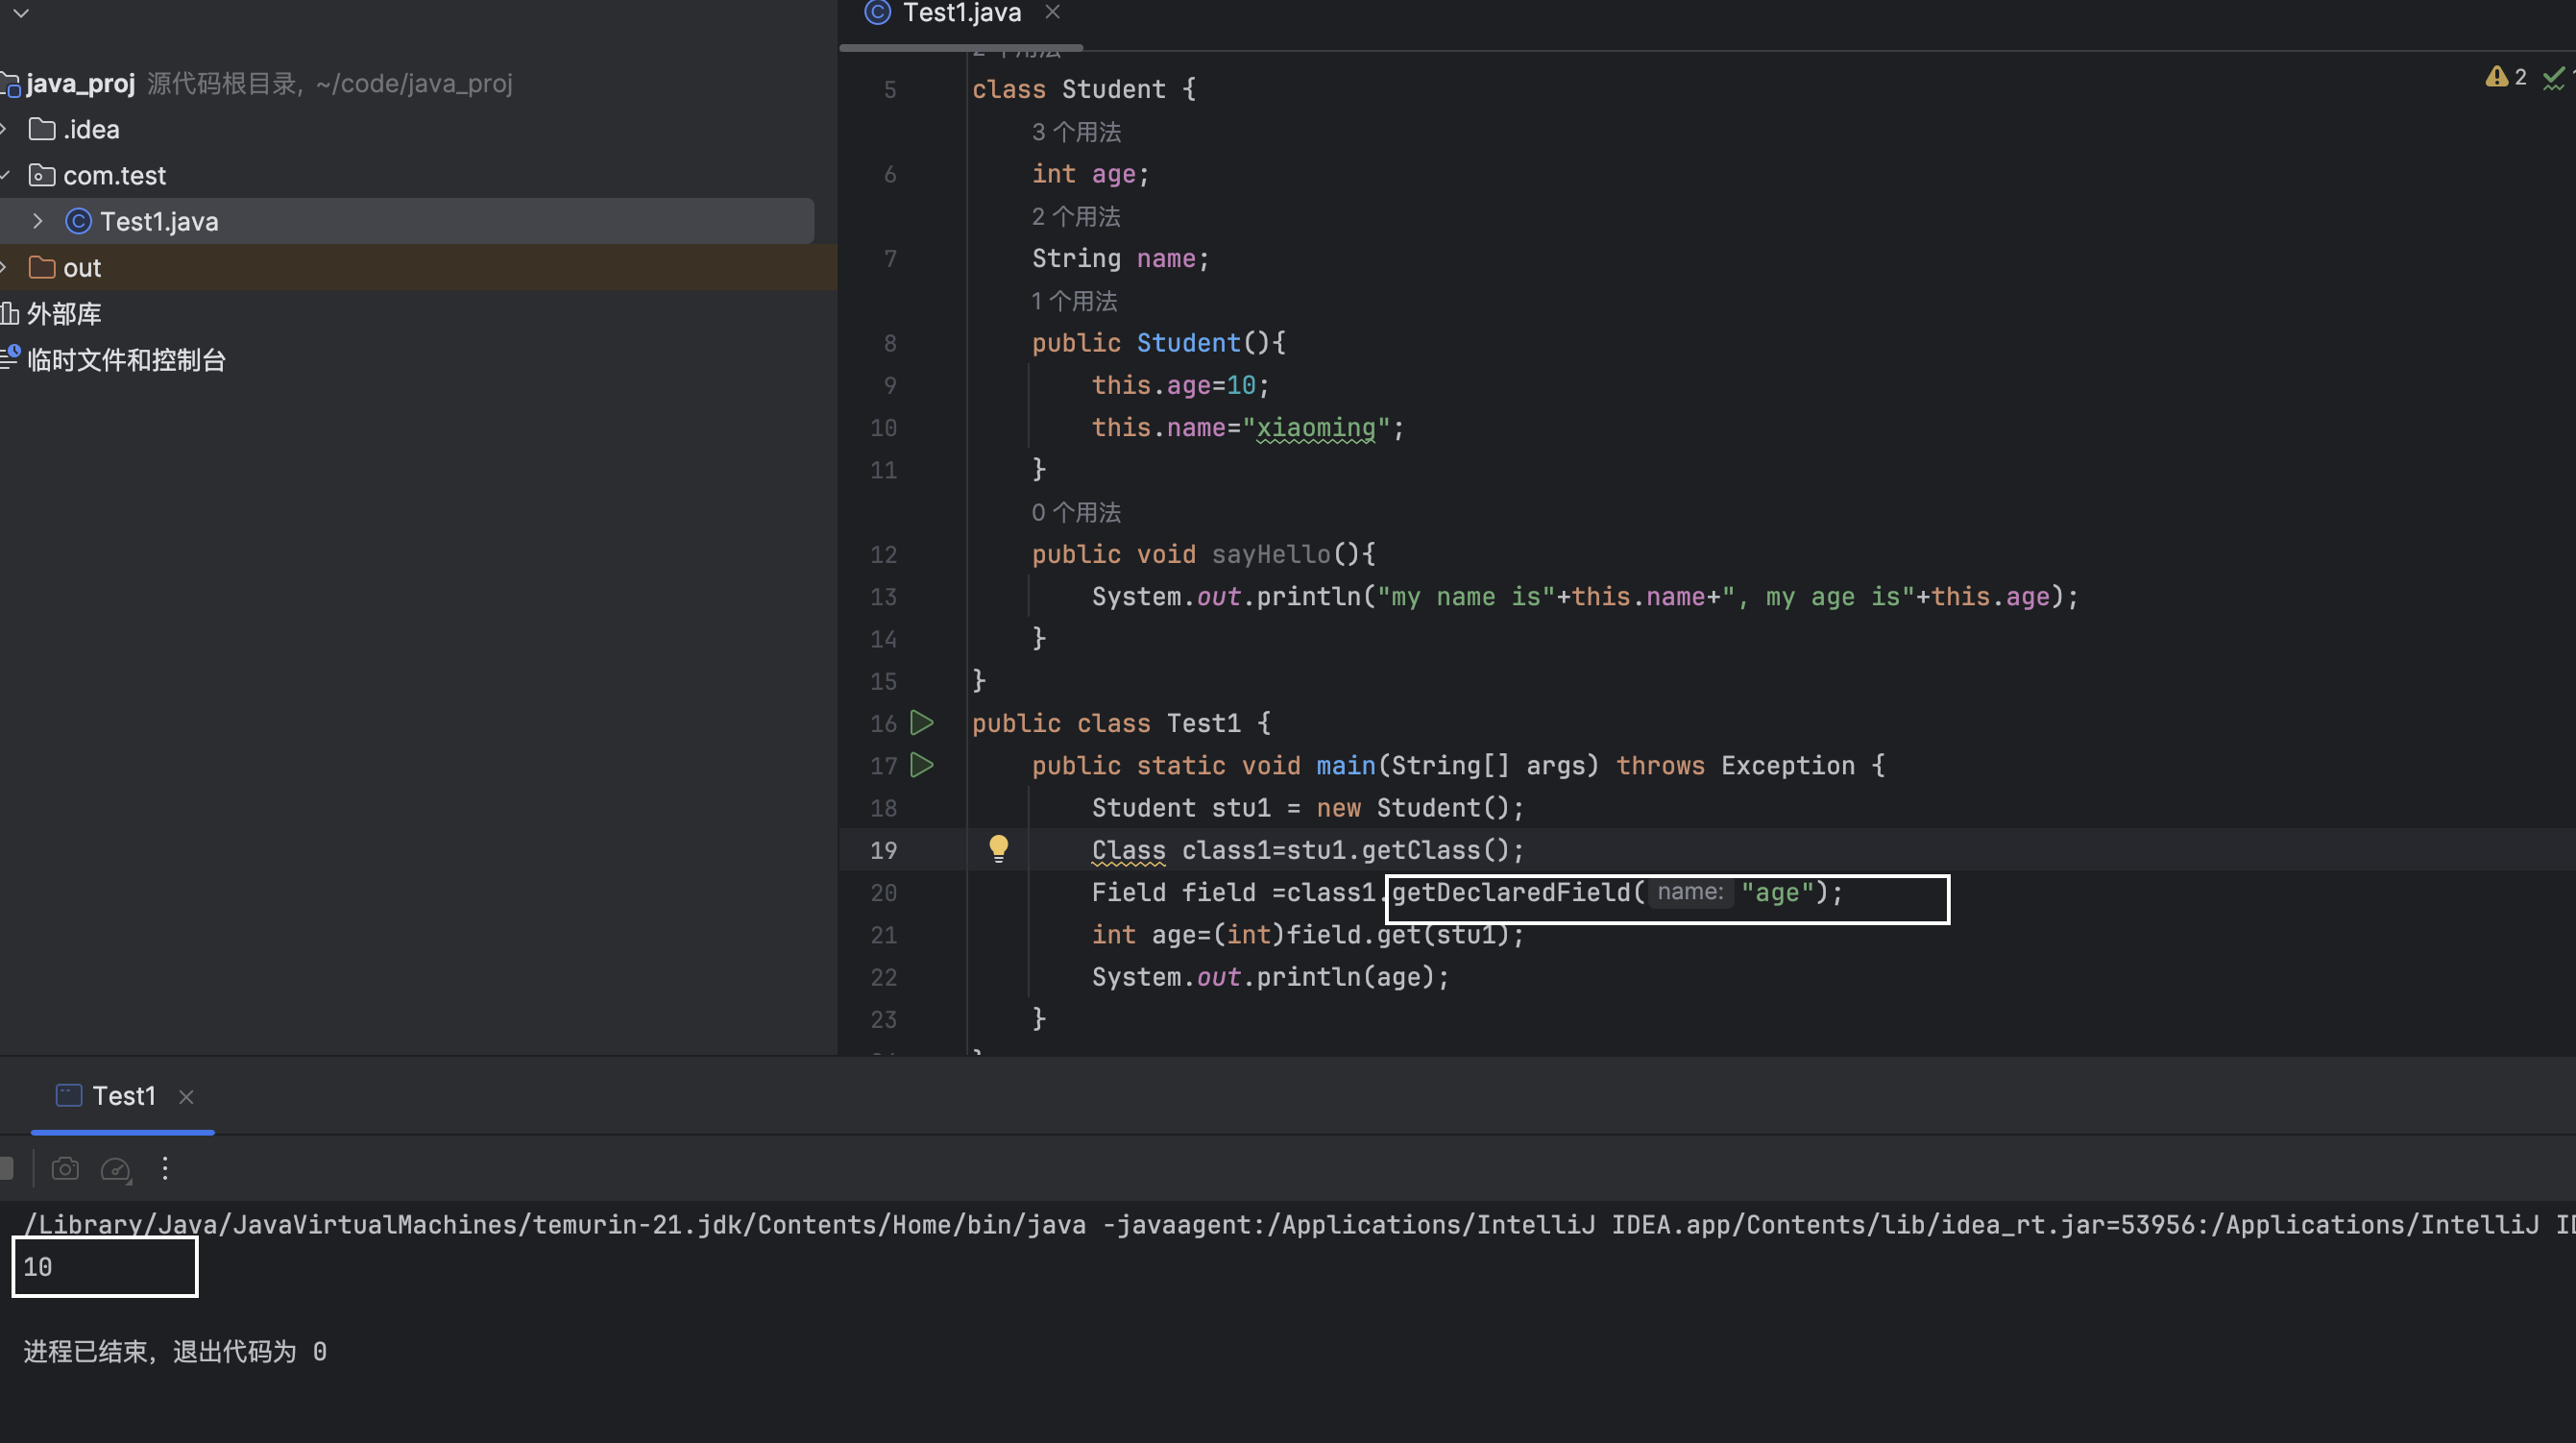 java_proj 源代码根目录, ~/code/java_proj
.idea
com.test
Test1.java
out
外部库
临时文件和控制台
Test1.java
2 个用法
2
5 class Student {
3 个用法
6 int age;
2 个用法
7 String name;
1 个用法
8 public Student(){
9 this.age=10;
10 this.name="xiaoming";
11 }
0 个用法
12 public void sayHello(){
13 System.out.println("my name is"+this.name+", my age is"+this.age);
14 }
15 }
16 public class Test1 {
17 public static void main(String[] args) throws Exception {
18 Student stu1 = new Student();
19 Class class1=stu1.getClass();
20 Field field =class1.getDeclaredField( name: "age");
21 int age=(int)field.get(stu1);
22 System.out.println(age);
23 }
}
Test1
/Library/Java/JavaVirtualMachines/temurin-21.jdk/Contents/Home/bin/java -javaagent:/Applications/IntelliJ IDEA.app/Contents/lib/idea_rt.jar=53956:/Applications/IntelliJ
10
进程已结束，退出代码为 0